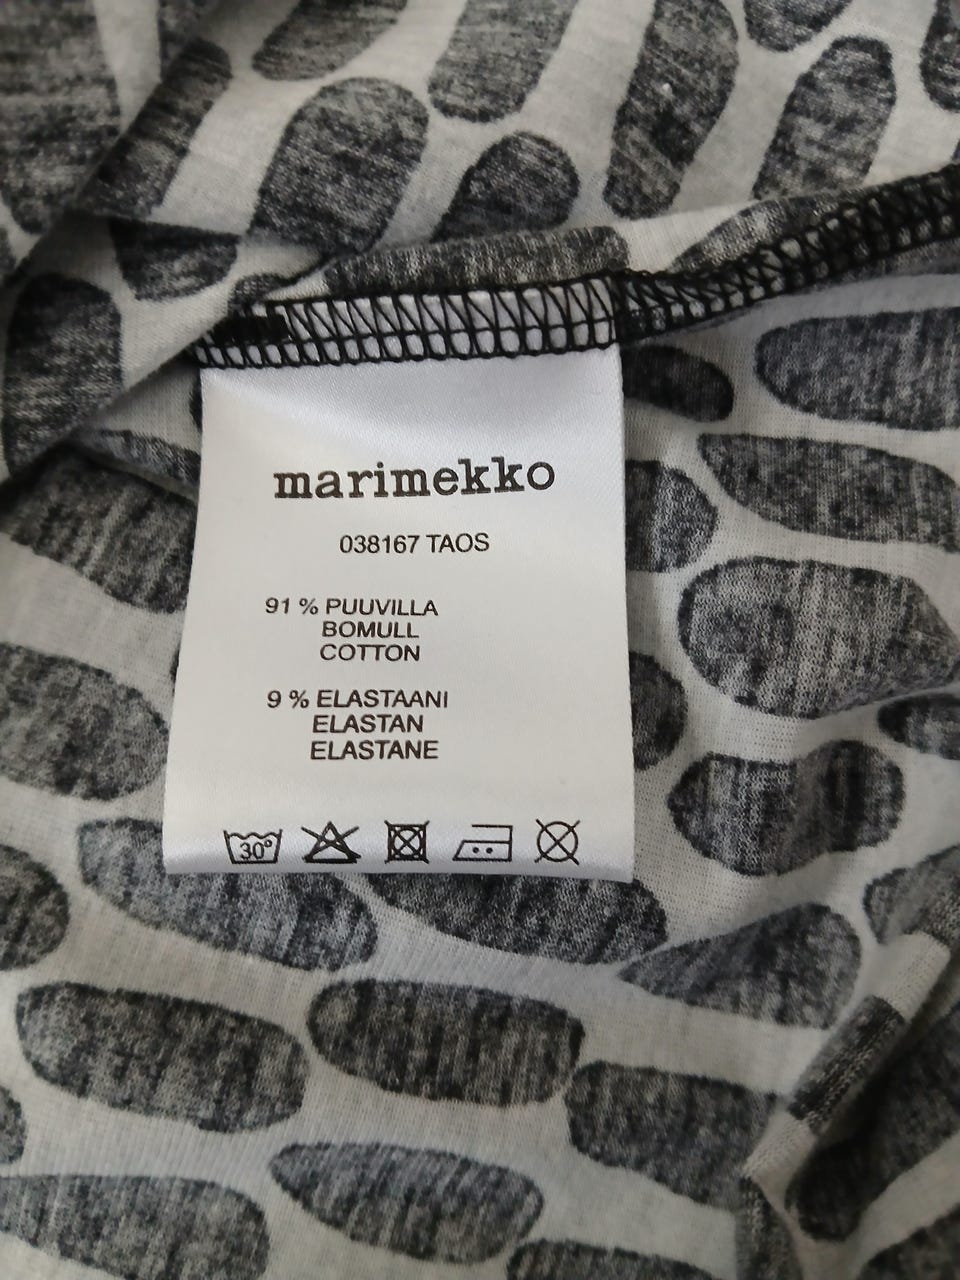 marimekko
038167 TAOS
91 % PUUVILLA
BOMULL
COTTON
9 % ELASTAANI
ELASTAN
ELASTANE
30°